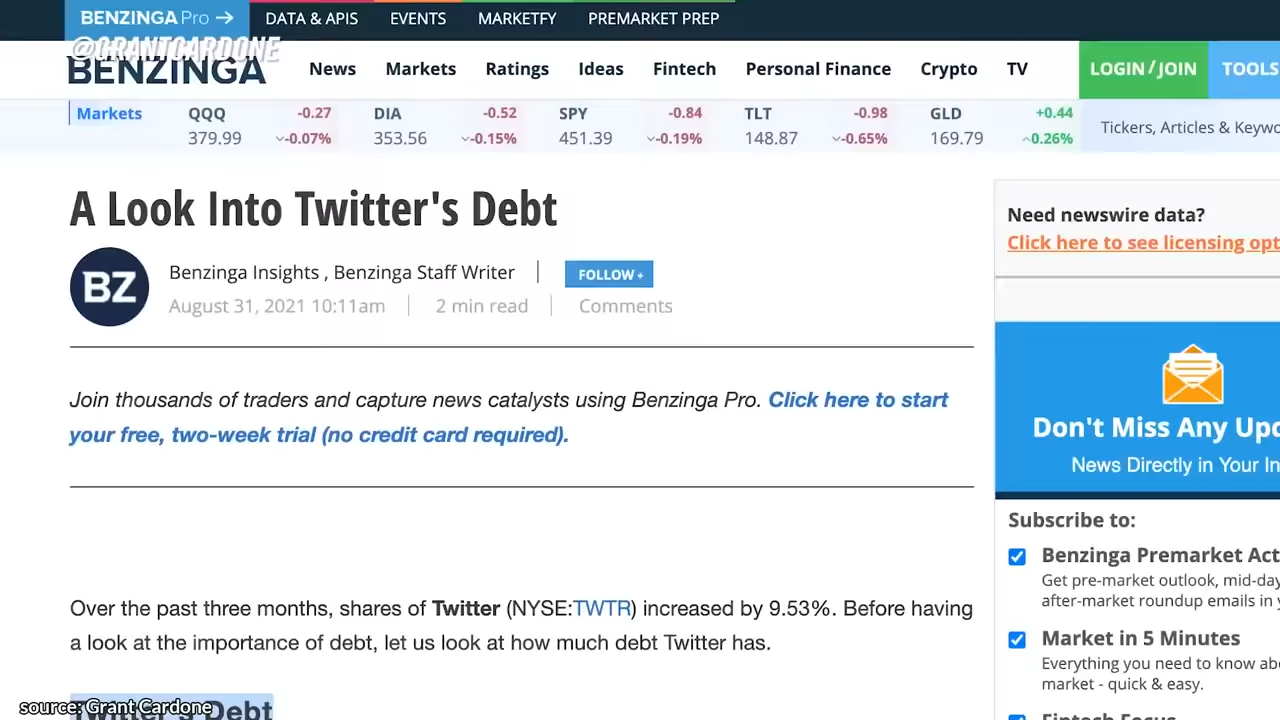 BENZINGA Pro →
DATA & APIS
EVENTS
MARKETFY
PREMARKET PREP
@GRANTCARDONE
BENZINGA
News
Markets
Ratings
Ideas
Fintech
Personal Finance
Crypto
TV
LOGIN/JOIN
TOOLS
Markets
QQQ -0.27
379.99 -0.07%
DIA -0.52
353.56 -0.15%
SPY -0.84
451.39 -0.19%
TLT -0.98
148.87 -0.65%
GLD +0.44
169.79 0.26%
Tickers, Articles & Keywo
A Look Into Twitter's Debt
BZ
Benzinga Insights , Benzinga Staff Writer
FOLLOW +
August 31, 2021 10:11am
2 min read
Comments
Join thousands of traders and capture news catalysts using Benzinga Pro. Click here to start
your free, two-week trial (no credit card required).
Over the past three months, shares of Twitter (NYSE:TWTR) increased by 9.53%. Before having
a look at the importance of debt, let us look at how much debt Twitter has.
Twitter's Debt
source: Grant Cardone
Need newswire data?
Click here to see licensing opt
Don't Miss Any Upd
News Directly in Your In
Subscribe to:
Benzinga Premarket Act
Get pre-market outlook, mid-day
after-market roundup emails in y
Market in 5 Minutes
Everything you need to know abo
market - quick & easy.
Fintech Focus